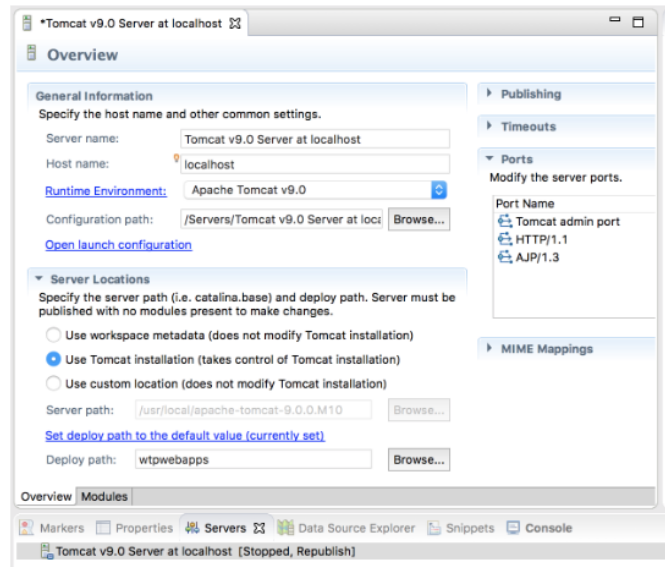 *Tomcat v9.0 Server at localhost
Overview
General Information
Specify the host name and other common settings.
Server name: Tomcat v9.0 Server at localhost
Host name: localhost
Runtime Environment: Apache Tomcat v9.0
Configuration path: /Servers/Tomcat v9.0 Server at loca Browse...
Open launch configuration
Server Locations
Specify the server path (i.e. catalina.base) and deploy path. Server must be
published with no modules present to make changes.
Use workspace metadata (does not modify Tomcat installation)
Use Tomcat installation (takes control of Tomcat installation)
Use custom location (does not modify Tomcat installation)
Server path: /usr/local/apache-tomcat-9.0.0.M10 Browse...
Set deploy path to the default value (currently set)
Deploy path: wtpwebapps Browse...
Publishing
Timeouts
Ports
Modify the server ports.
Port Name
Tomcat admin port
HTTP/1.1
AJP/1.3
MIME Mappings
Overview Modules
Markers Properties Servers Data Source Explorer Snippets Console
Tomcat v9.0 Server at localhost [Stopped, Republish]